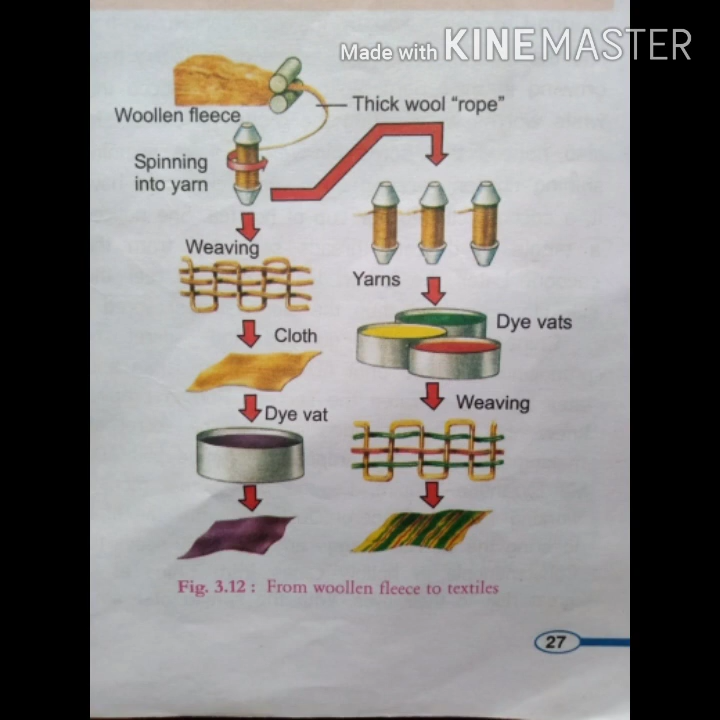 Made with KINEMASTER
Woollen fleece
Thick wool "rope"
Spinning
into yarn
Weaving
Yarns
Cloth
Dye vats
Dye vat
Weaving
Fig. 3.12 : From woollen fleece to textiles
27